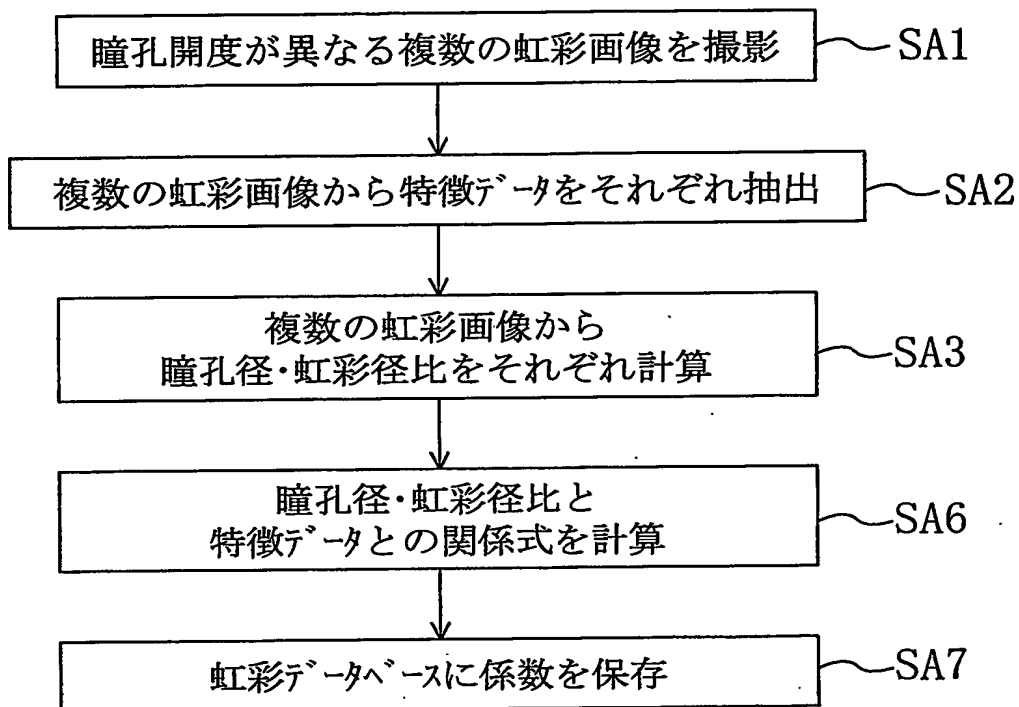 瞳孔開度が異なる複数の虹彩画像を撮影 SA1
複数の虹彩画像から特徴ﾃﾞｰﾀをそれぞれ抽出 SA2
複数の虹彩画像から
瞳孔径・虹彩径比をそれぞれ計算 SA3
瞳孔径・虹彩径比と
特徴ﾃﾞｰﾀとの関係式を計算 SA6
虹彩ﾃﾞｰﾀﾍﾞｰｽに係数を保存 SA7